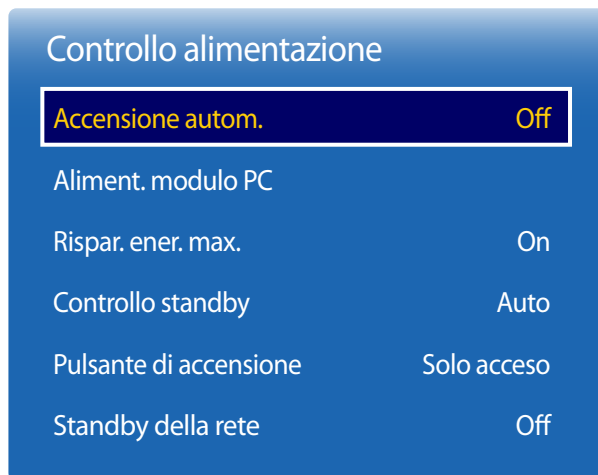 Controllo alimentazione
Accensione autom. Off
Aliment. modulo PC
Rispar. ener. max. On
Controllo standby Auto
Pulsante di accensione Solo acceso
Standby della rete Off